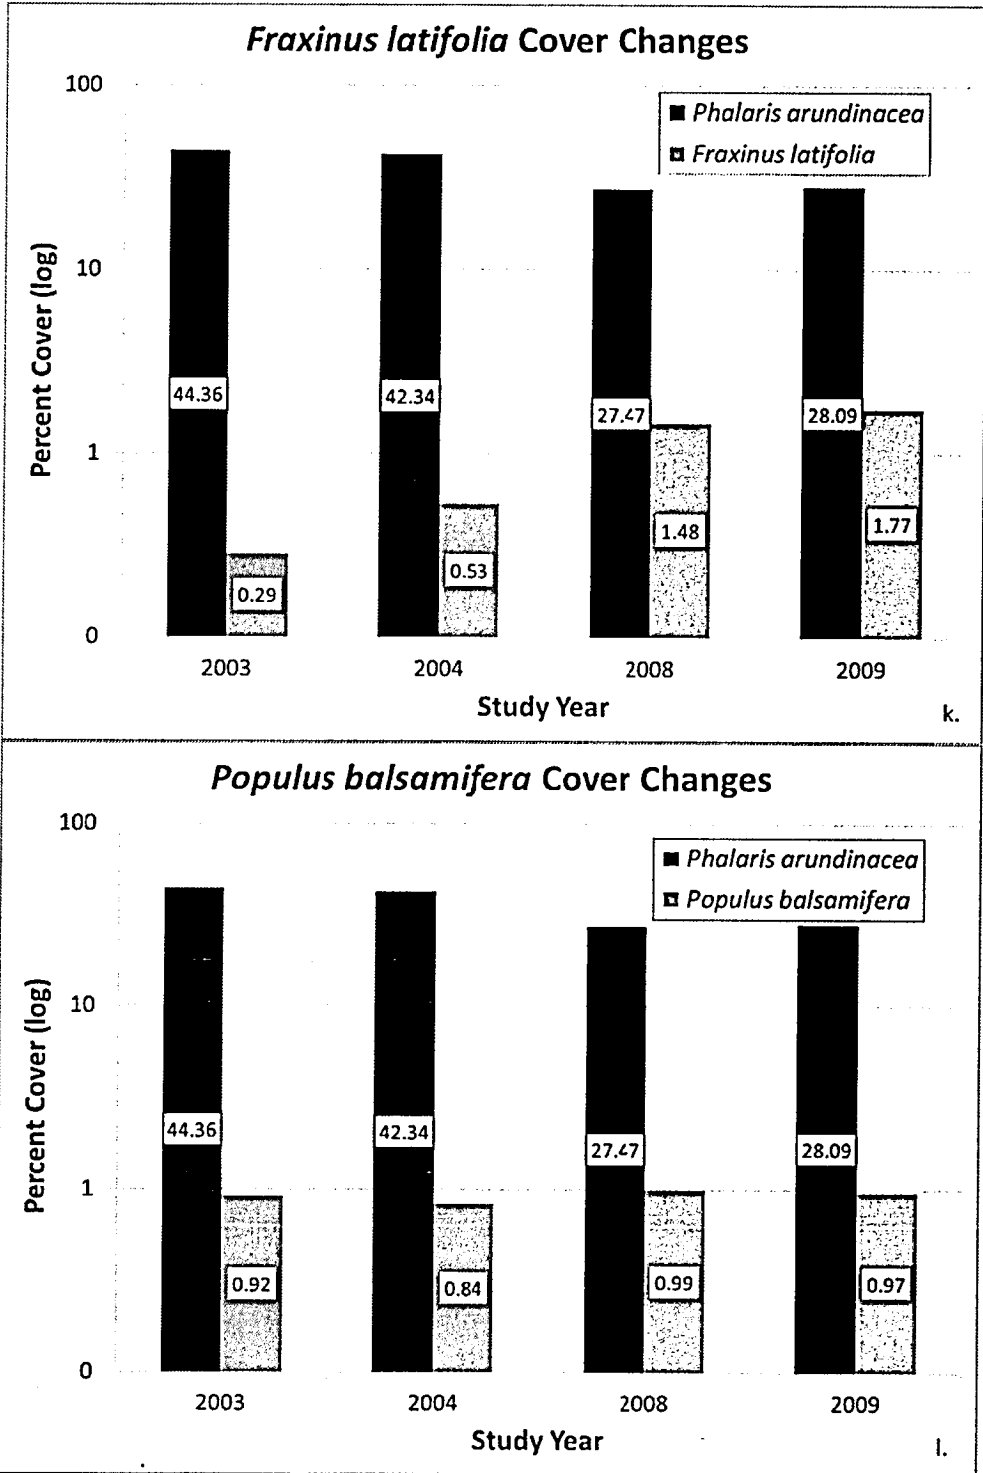 Fraxinus latifolia Cover Changes
100
Phalaris arundinacea
Fraxinus latifolia
10
1
0
Percent Cover (log)
44.36
42.34
27.47
28.09
0.29
0.53
1.48
1.77
2003
2004
2008
2009
Study Year
k.
Populus balsamifera Cover Changes
100
Phalaris arundinacea
Populus balsamifera
10
1
0
Percent Cover (log)
44.36
42.34
27.47
28.09
0.92
0.84
0.99
0.97
2003
2004
2008
2009
Study Year
l.